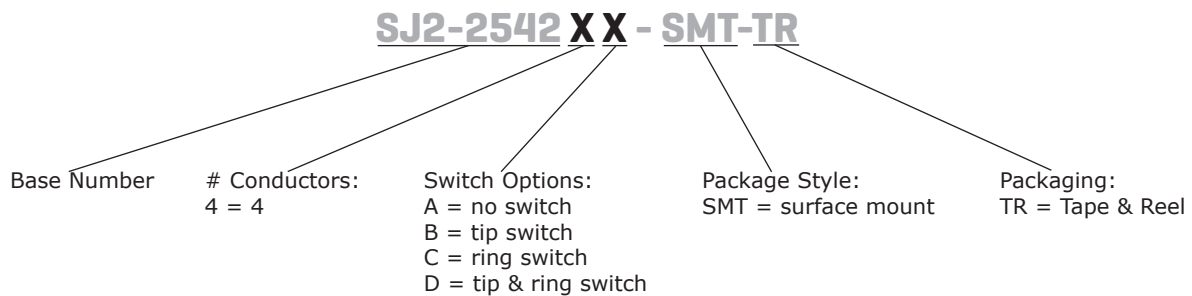 SJ2-2542XX - SMT-TR
Base Number
# Conductors:
4 = 4
Switch Options:
A = no switch
B = tip switch
C = ring switch
D = tip & ring switch
Package Style:
SMT = surface mount
Packaging:
TR = Tape & Reel